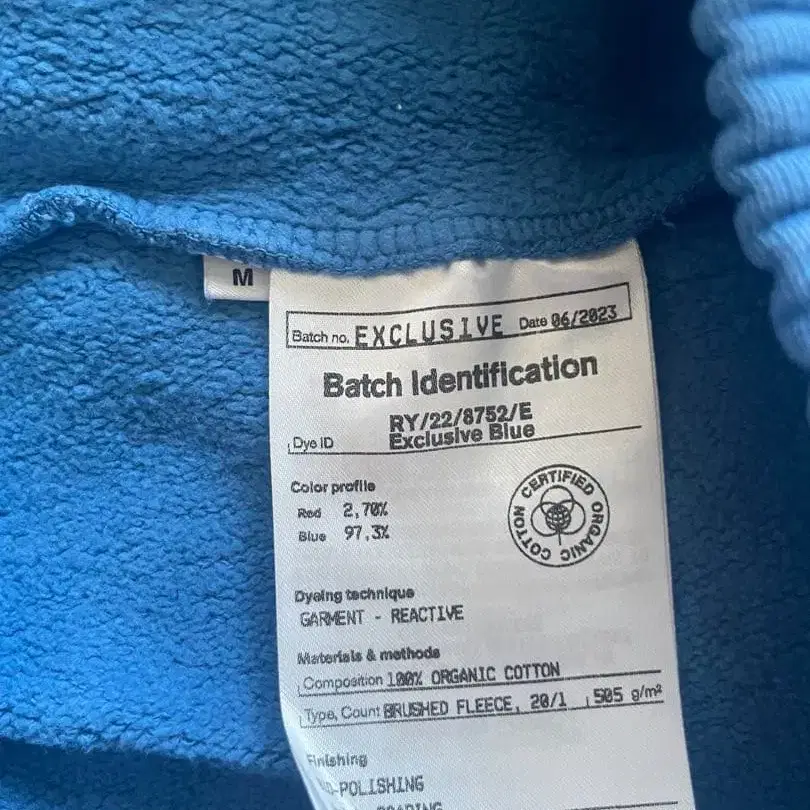 M
Batch no. EXCLUSIVE Date 06/2023
Batch Identification
RY/22/8752/E
Dye ID Exclusive Blue
Color profile
Red 2,70%
Blue 97,3%
CERTIFIED ORGANIC COTTON
Dyeing technique
GARMENT - REACTIVE
Materials & methods
Composition 100% ORGANIC COTTON
Type, Count BRUSHED FLEECE, 20/1 505 g/m²
Finishing
-POLISHING